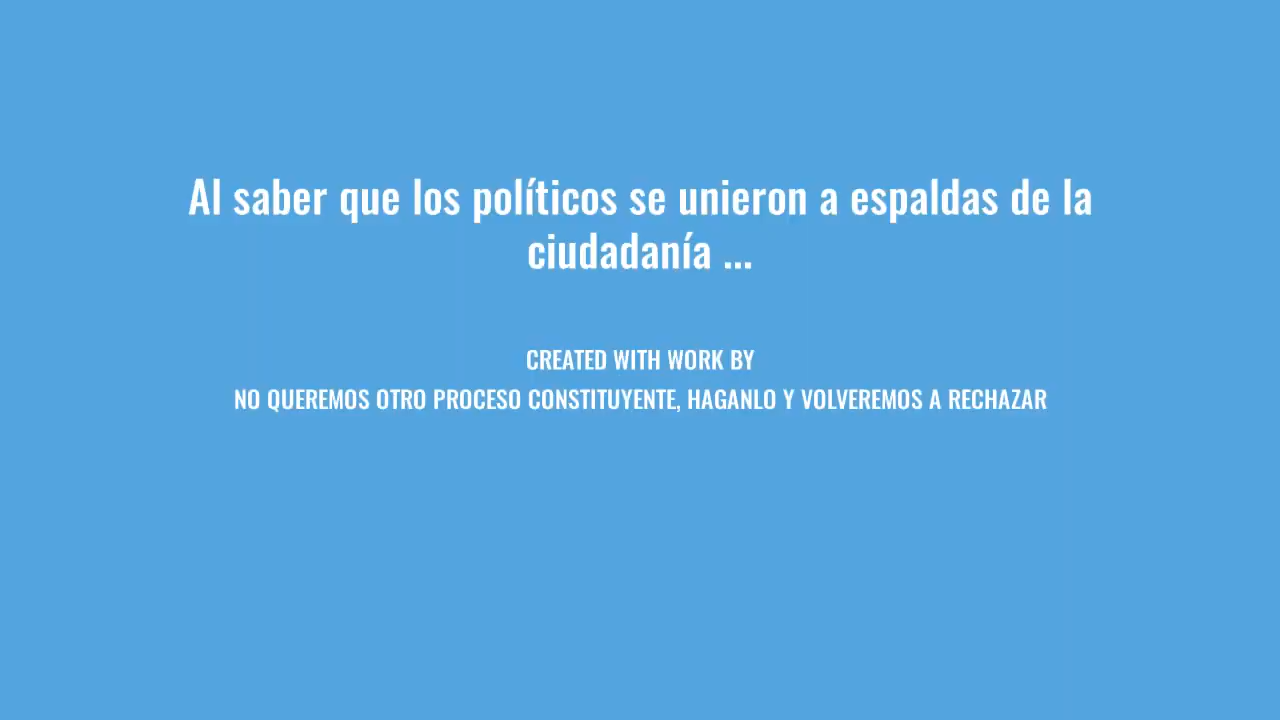 Al saber que los políticos se unieron a espaldas de la
ciudadanía ...
CREATED WITH WORK BY
NO QUEREMOS OTRO PROCESO CONSTITUYENTE, HAGANLO Y VOLVEREMOS A RECHAZAR